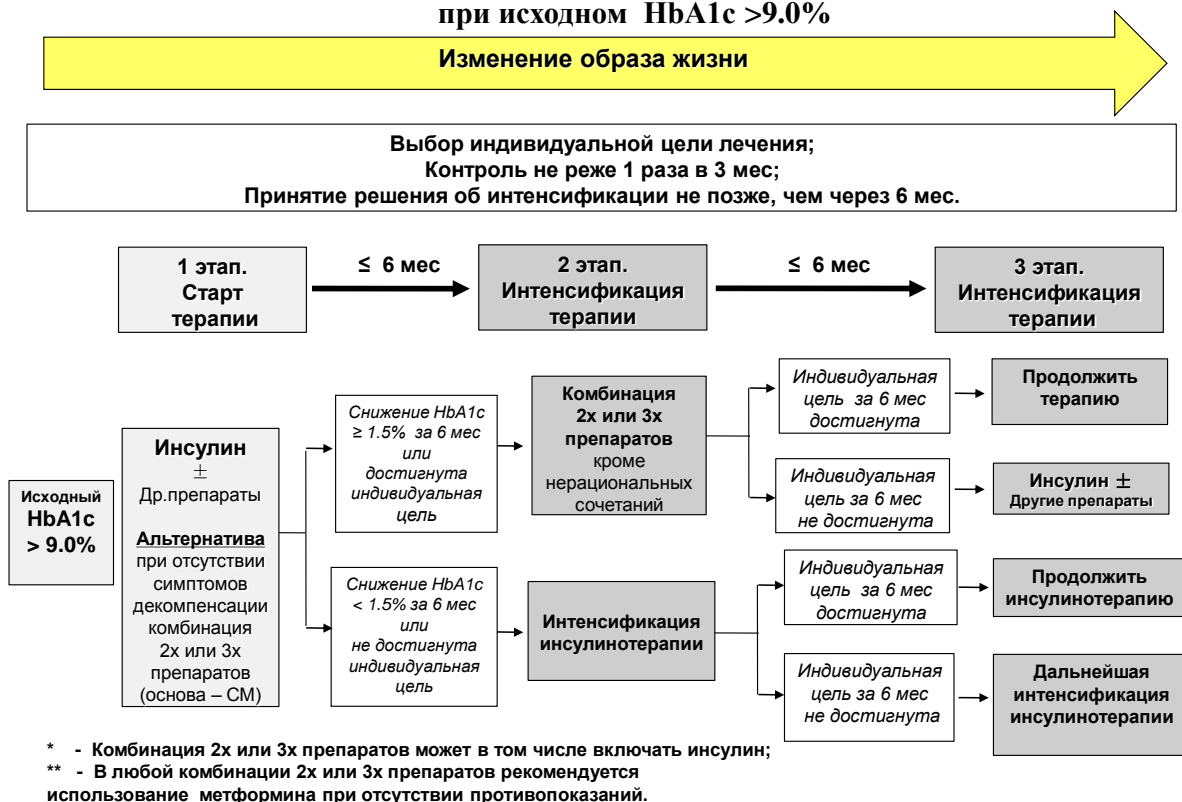 при исходном HbA1c >9.0%
Изменение образа жизни
Выбор индивидуальной цели лечения;
Контроль не реже 1 раза в 3 мес;
Принятие решения об интенсификации не позже, чем через 6 мес.
1 этап.
Старт
терапии
≤ 6 мес
2 этап.
Интенсификация
терапии
≤ 6 мес
3 этап.
Интенсификация
терапии
Исходный
HbA1c
> 9.0%
Инсулин
±
Др.препараты
Альтернатива
при отсутствии
симптомов
декомпенсации
комбинация
2х или 3х
препаратов
(основа – СМ)
Снижение HbA1c
≥ 1.5% за 6 мес
или
достигнута
индивидуальная
цель
Комбинация
2х или 3х
препаратов
кроме
нерациональных
сочетаний
Индивидуальная
цель за 6 мес
достигнута
Продолжить
терапию
Индивидуальная
цель за 6 мес
не достигнута
Инсулин ±
Другие препараты
Снижение HbA1c
< 1.5% за 6 мес
или
не достигнута
индивидуальная
цель
Интенсификация
инсулинотерапии
Индивидуальная
цель за 6 мес
достигнута
Продолжить
инсулинотерапию
Индивидуальная
цель за 6 мес
не достигнута
Дальнейшая
интенсификация
инсулинотерапии
* - Комбинация 2х или 3х препаратов может в том числе включать инсулин;
** - В любой комбинации 2х или 3х препаратов рекомендуется
использование метформина при отсутствии противопоказаний.